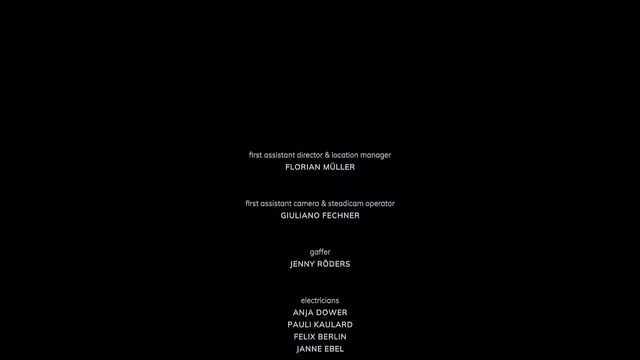 first assistant director & location manager
FLORIAN MÜLLER
first assistant camera & steadicam operator
GIULIANO FECHNER
gaffer
JENNY RÖDERS
electricians
ANJA DOWER
PAULI KAULARD
FELIX BERLIN
JANNE EBEL